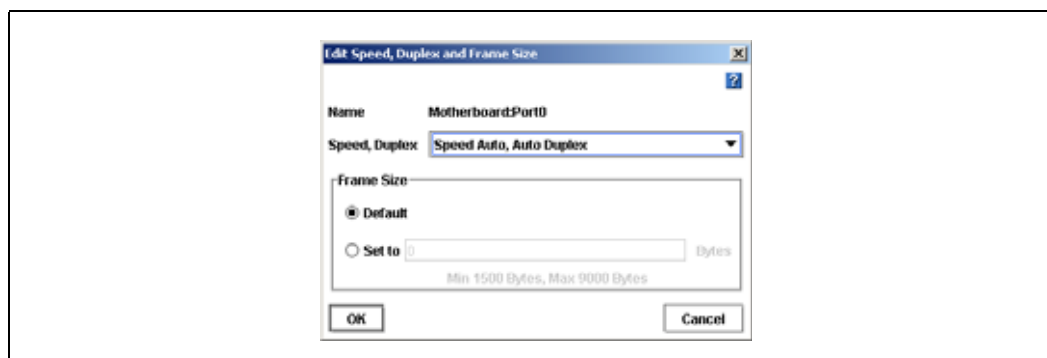 Edit Speed, Duplex and Frame Size
?
Name Motherboard:Port0
Speed, Duplex Speed Auto, Auto Duplex
Frame Size
Default
Set to 0 Bytes
Min 1500 Bytes, Max 9000 Bytes
OK Cancel